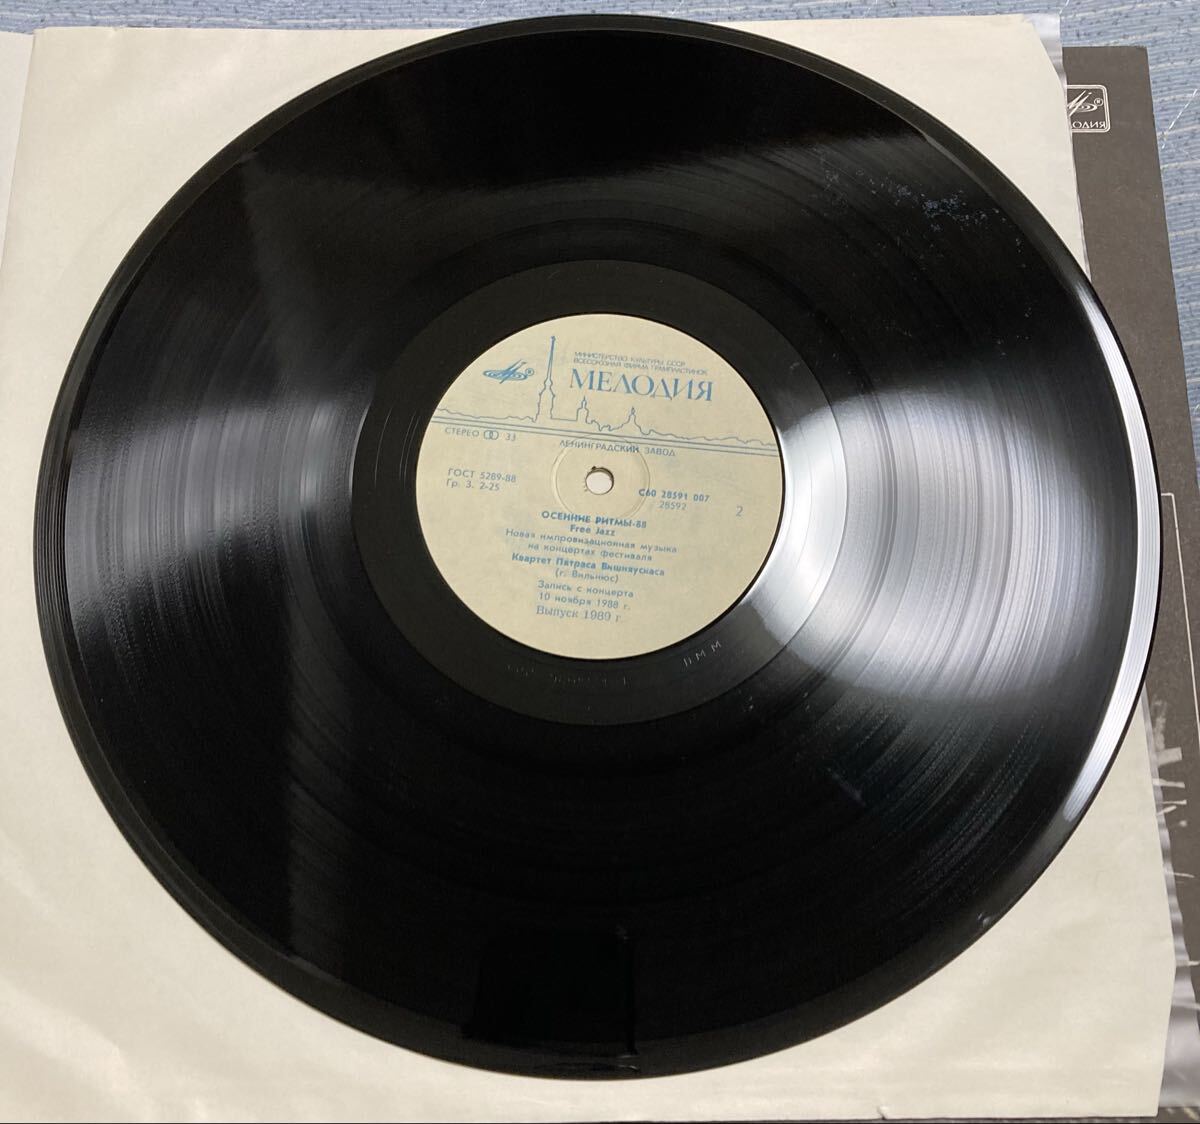 МИНИСТЕРСТВО КУЛЬТУРЫ СССР
ВСЕСОЮЗНАЯ ФИРМА ГРАМПЛАСТИНОК
МЕЛОДИЯ
СТЕРЕО 33
ЛЕНИНГРАДСКИЙ ЗАВОД
ГОСТ 5289-88
Гр. 3. 2-25
С60 28591 007
28592
2
ОСЕННИЕ РИТМЫ-88
Free Jazz
Новая импровизационная музыка
на концертах фестиваля
Квартет Пятраса Вишняускаса
(г. Вильнюс)
Запись с концерта
10 ноября 1988 г.
Выпуск 1989 г.